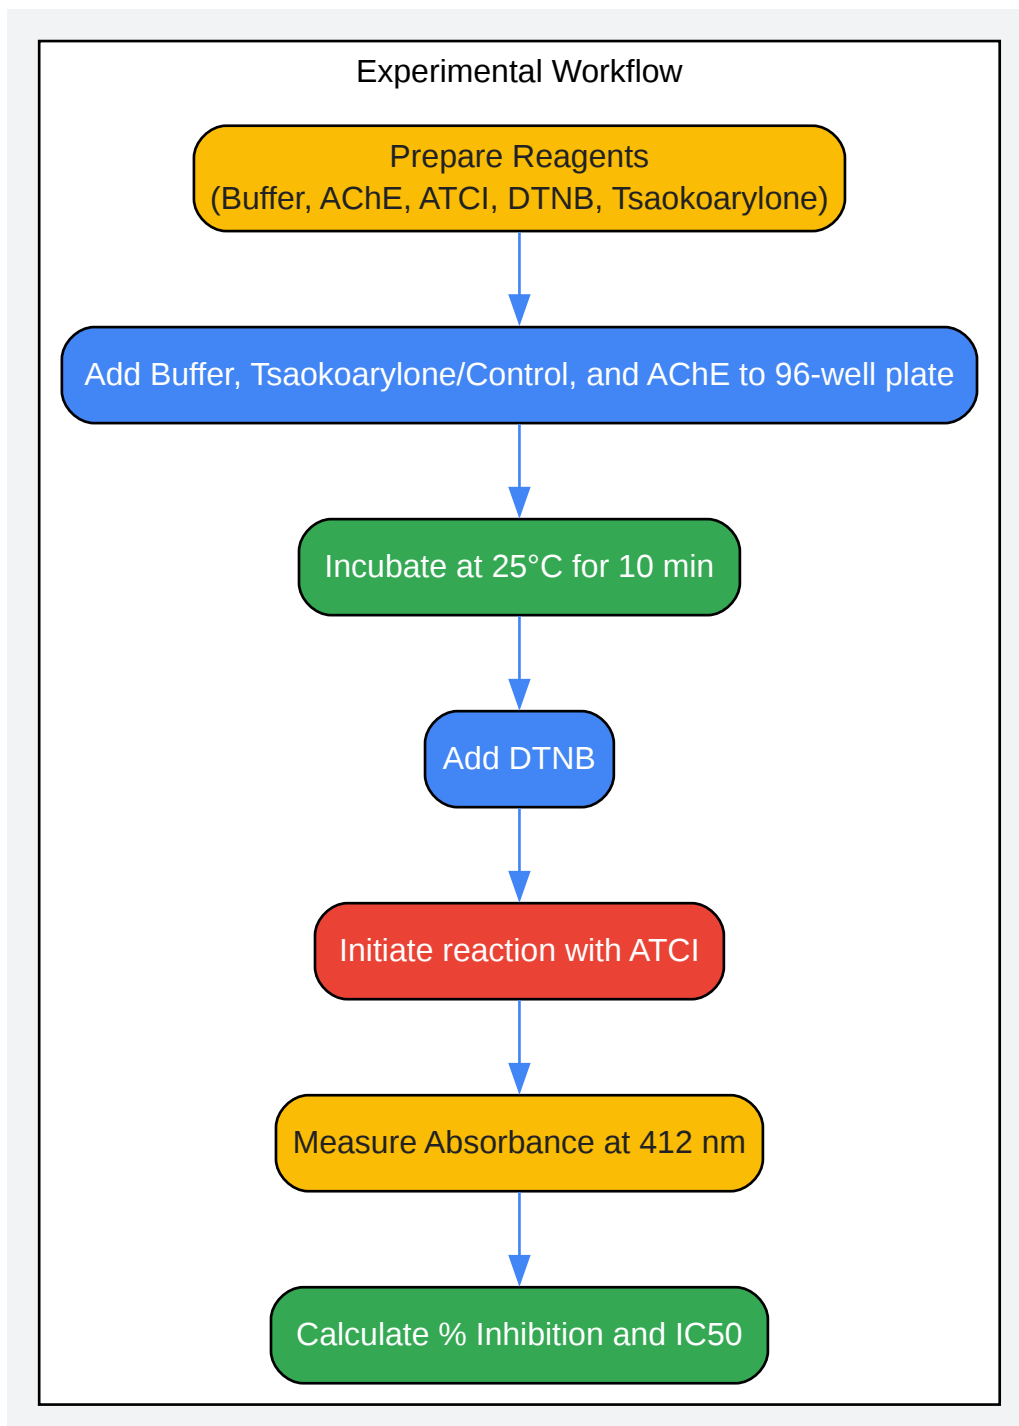 Experimental Workflow
Prepare Reagents
(Buffer, AChE, ATCI, DTNB, Tsaokoarylone)
Add Buffer, Tsaokoarylone/Control, and AChE to 96-well plate
Incubate at 25°C for 10 min
Add DTNB
Initiate reaction with ATCI
Measure Absorbance at 412 nm
Calculate % Inhibition and IC50